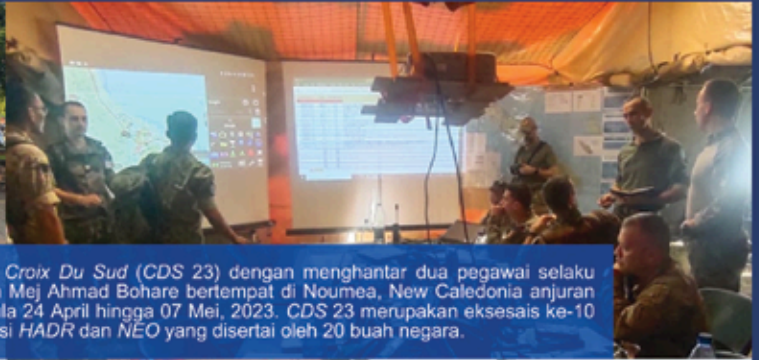 Croix Du Sud (CDS 23) dengan menghantar dua pegawai selaku
Mej Ahmad Bohare bertempat di Noumea, New Caledonia anjuran
24 April hingga 07 Mei, 2023. CDS 23 merupakan eksesais ke-10
HADR dan NEO yang disertai oleh 20 buah negara.